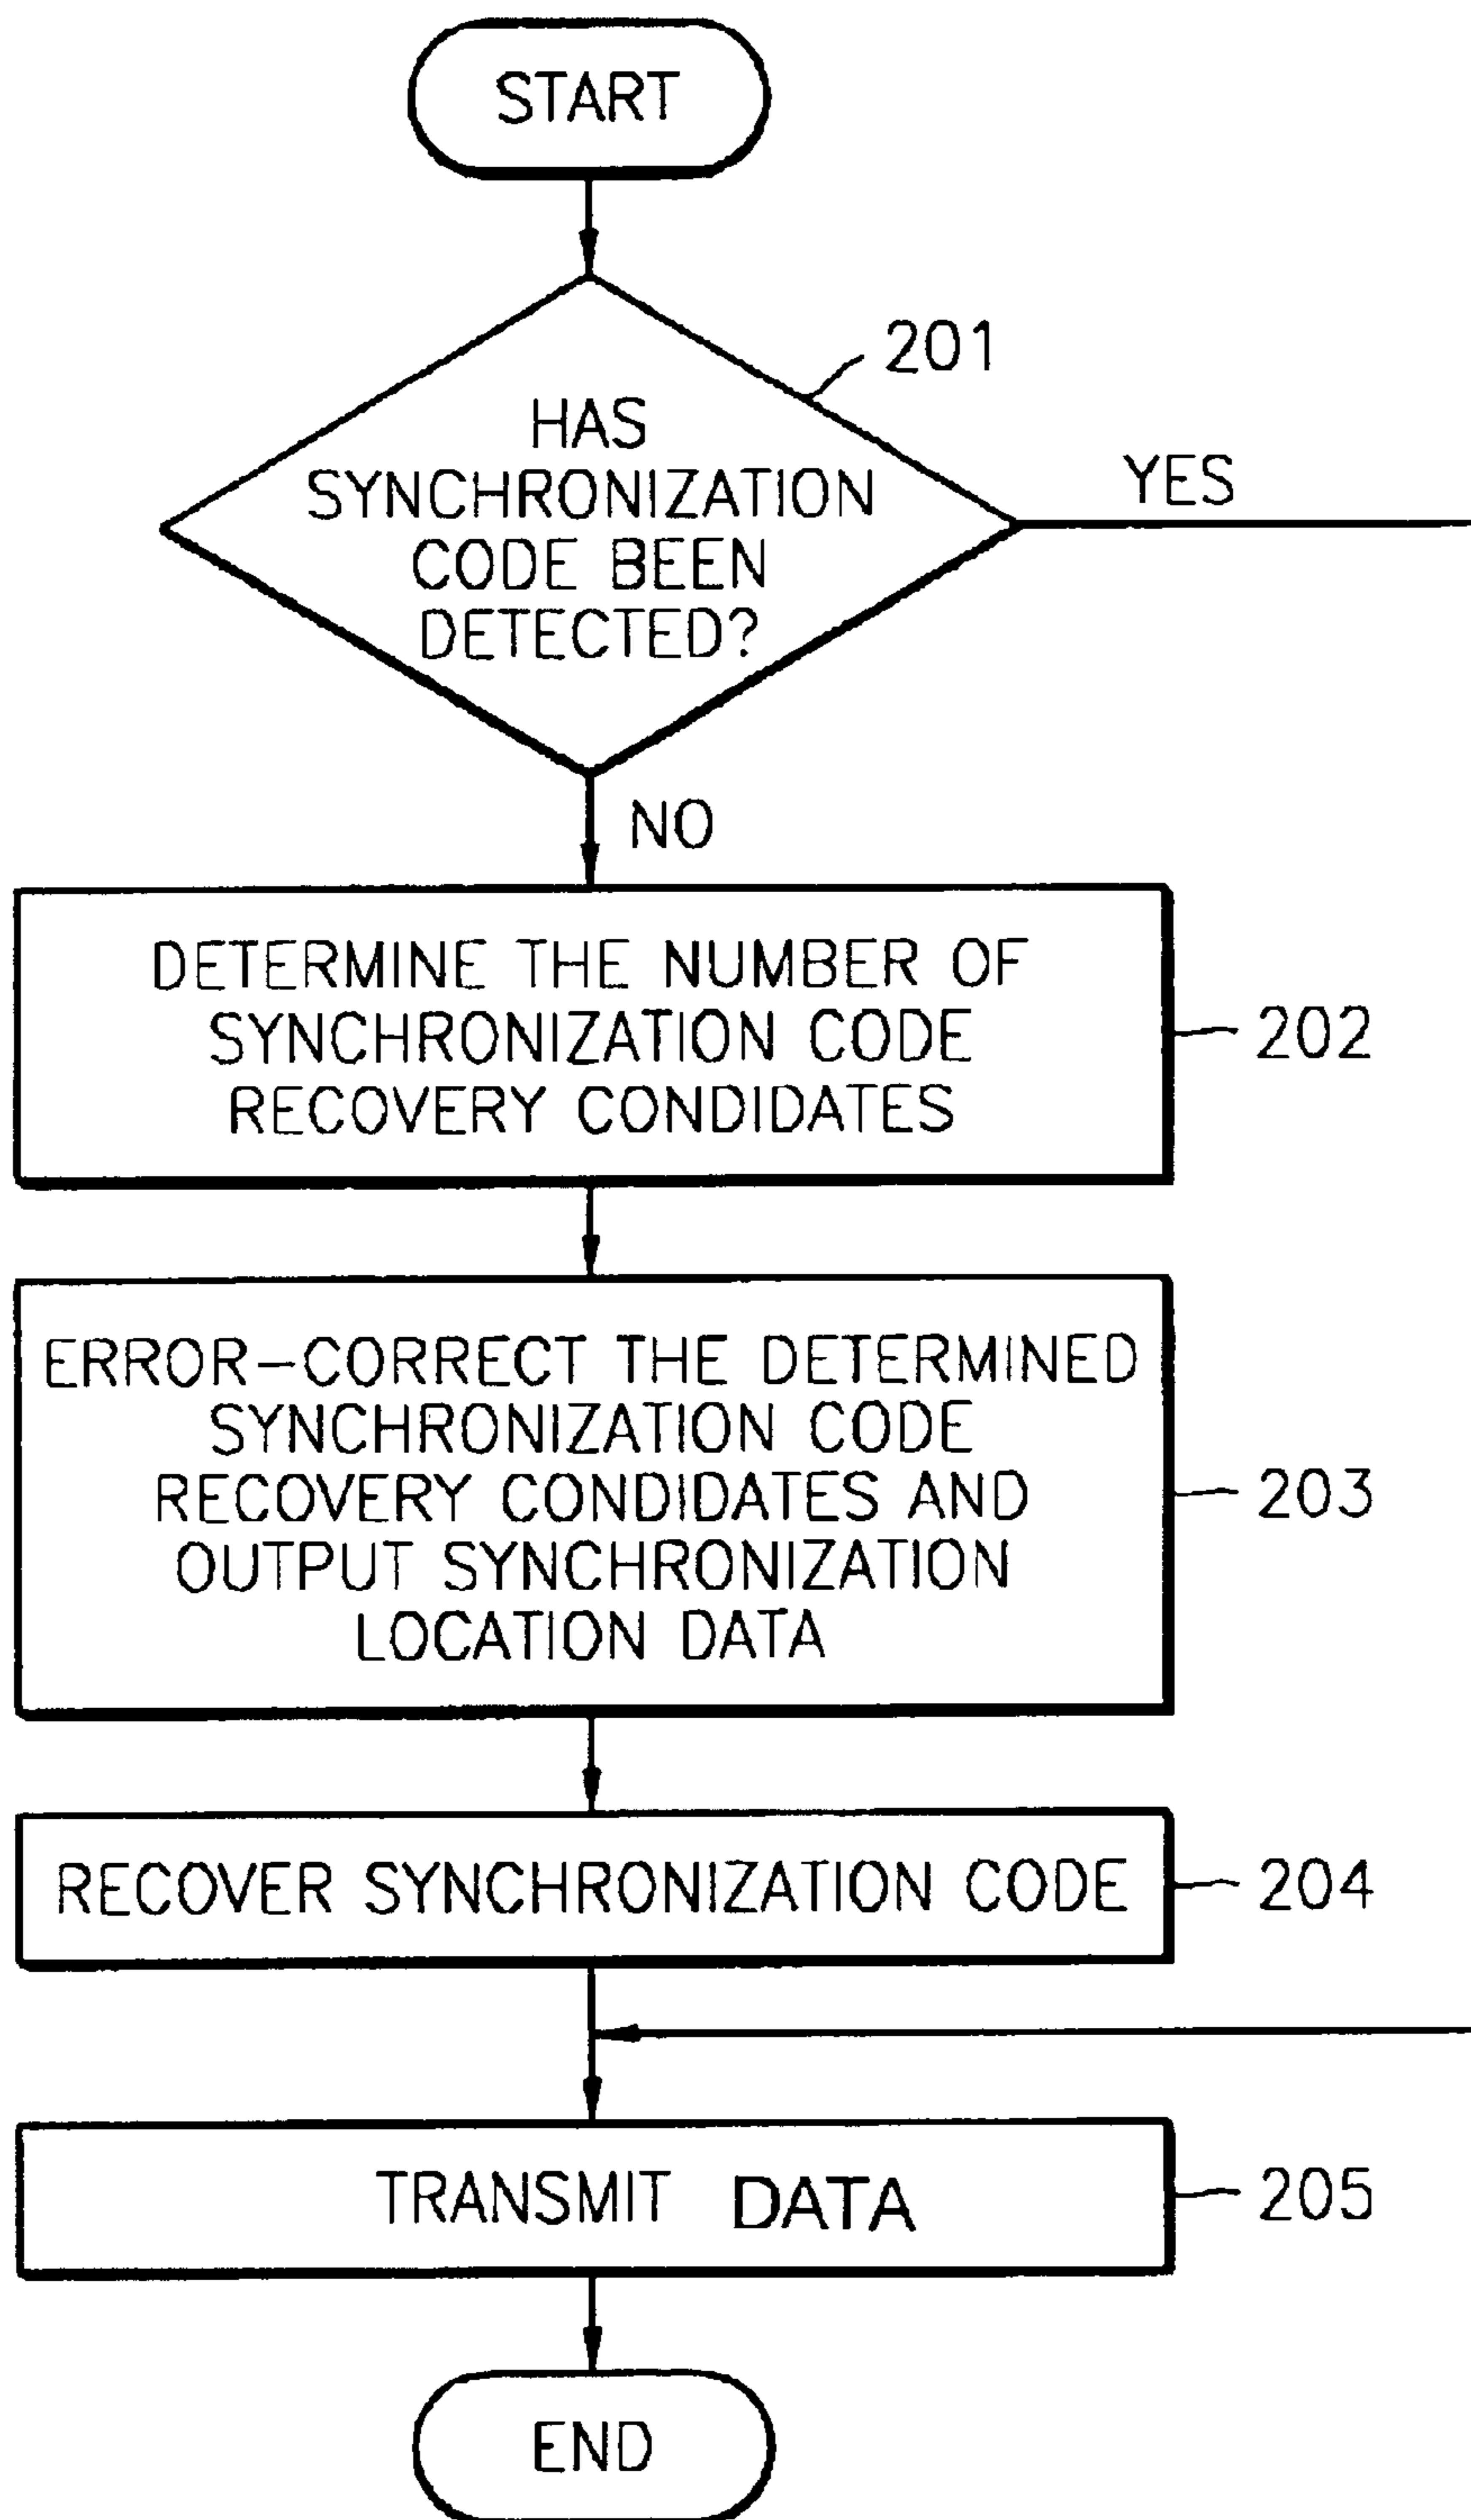 START
201
HAS
SYNCHRONIZATION
CODE BEEN
DETECTED?
YES
NO
DETERMINE THE NUMBER OF
SYNCHRONIZATION CODE
RECOVERY CONDIDATES
202
ERROR-CORRECT THE DETERMINED
SYNCHRONIZATION CODE
RECOVERY CONDIDATES AND
OUTPUT SYNCHRONIZATION
LOCATION DATA
203
RECOVER SYNCHRONIZATION CODE
204
TRANSMIT DATA
205
END